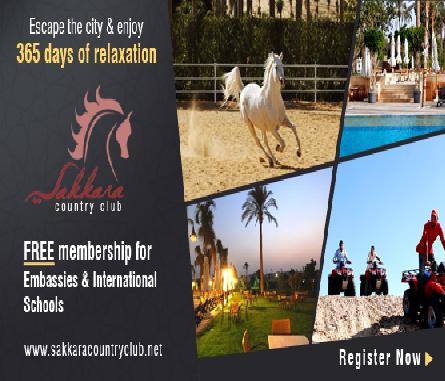 Escape the city & enjoy
365 days of relaxation
Sakkara
country club
FREE membership for
Embassies & International
Schools
www.sakkaracountryclub.net
Register Now